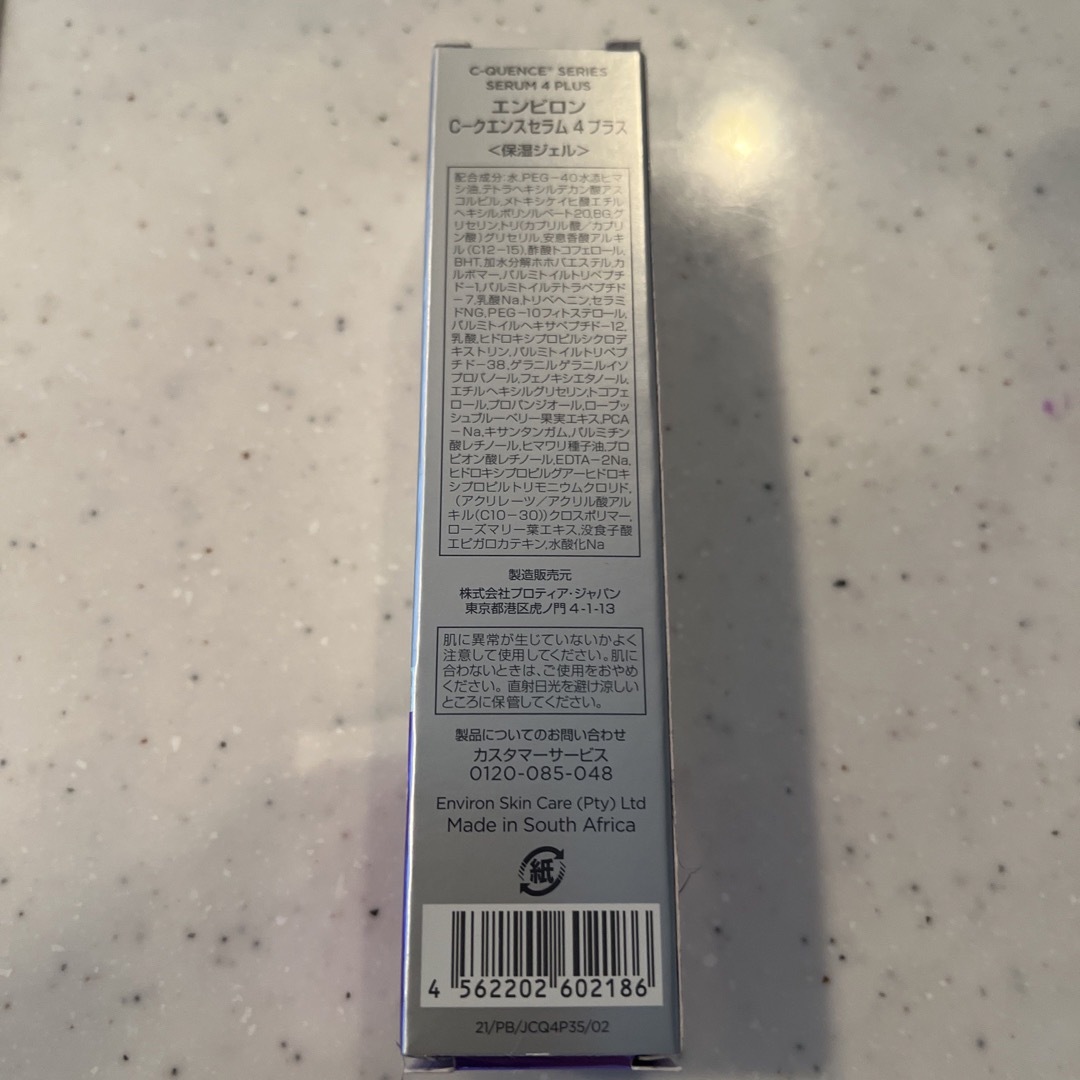 C-QUENCE® SERIES
SERUM 4 PLUS
エンビロン
C-クエンスセラム 4 プラス
<保湿ジェル>
配合成分:水,PEG-40水添ヒマ
シ油,テトラヘキシルデカン酸アス
コルビル,メトキシケイヒ酸エチル
ヘキシル,ポリソルベート20,BG,グ
リセリン,トリ(カプリル酸/カプリ
ン酸)グリセリル,安息香酸アルキ
ル(C12-15),酢酸トコフェロール,
BHT,加水分解ホホバエステル,カ
ルボマー,パルミトイルトリペプチ
ド-1,パルミトイルテトラペプチド
-7,乳酸Na,トリベヘニン,セラミ
ドNG,PEG-10フィトステロール,
パルミトイルヘキサペプチド-12,
乳酸,ヒドロキシプロピルシクロデ
キストリン,パルミトイルトリペプ
チド-38,ゲラニルゲラニルイソ
プロパノール,フェノキシエタノール,
エチルヘキシルグリセリン,トコフェ
ロール,プロパンジオール,ローブッ
シュブルーベリー果実エキス,PCA
-Na,キサンタンガム,パルミチン
酸レチノール,ヒマワリ種子油,プロ
ピオン酸レチノール,EDTA-2Na,
ヒドロキシプロピルグアーヒドロキ
シプロピルトリモニウムクロリド,
(アクリレーツ/アクリル酸アル
キル(C10-30))クロスポリマー,
ローズマリー葉エキス,没食子酸
エピガロカテキン,水酸化Na
製造販売元
株式会社プロティア・ジャパン
東京都港区虎ノ門 4-1-13
肌に異常が生じていないかよく
注意して使用してください。肌に
合わないときは、ご使用をおやめ
ください。直射日光を避け涼しい
ところに保管してください。
製品についてのお問い合わせ
カスタマーサービス
0120-085-048
Environ Skin Care (Pty) Ltd
Made in South Africa
紙
4 562202 602186
21/PB/JCQ4P35/02